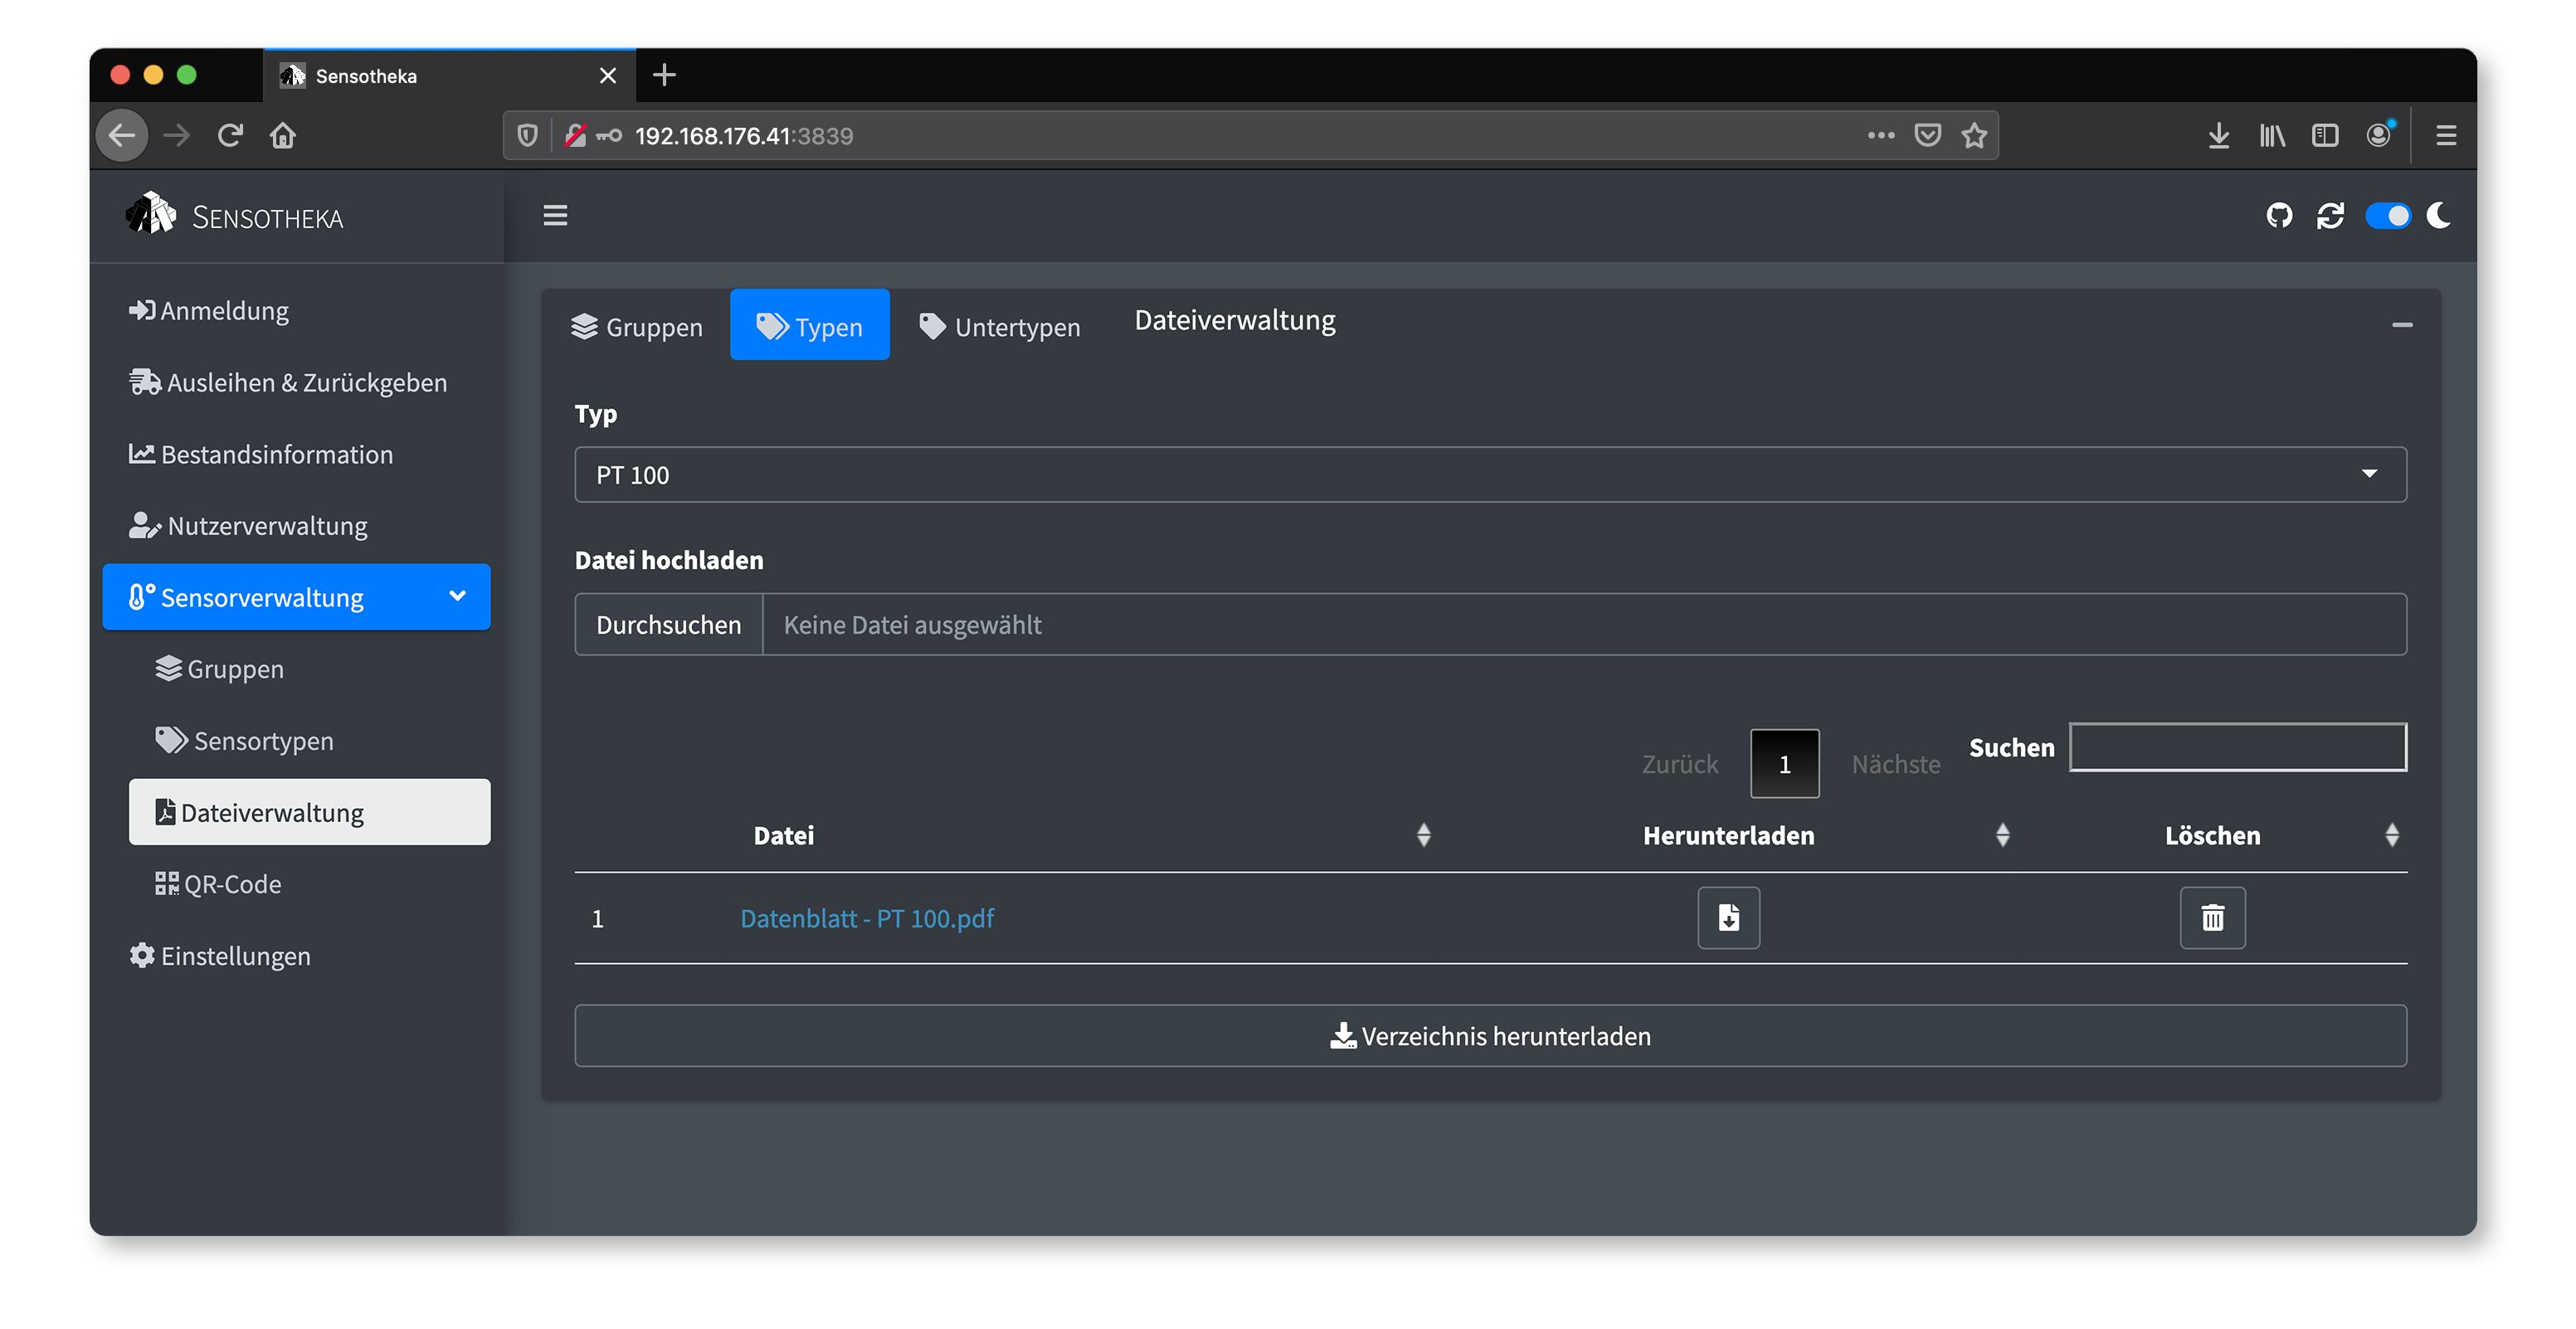 Sensotheka
192.168.176.41:3839
SENSOTHEKA
Anmeldung
Ausleihen & Zurückgeben
Bestandsinformation
Nutzerverwaltung
Sensorverwaltung
Gruppen
Sensortypen
Dateiverwaltung
QR-Code
Einstellungen
Gruppen Typen Untertypen Dateiverwaltung
Typ
PT 100
Datei hochladen
Durchsuchen Keine Datei ausgewählt
Zurück 1 Nächste Suchen
Datei Herunterladen Löschen
1 Datenblatt - PT 100.pdf
Verzeichnis herunterladen